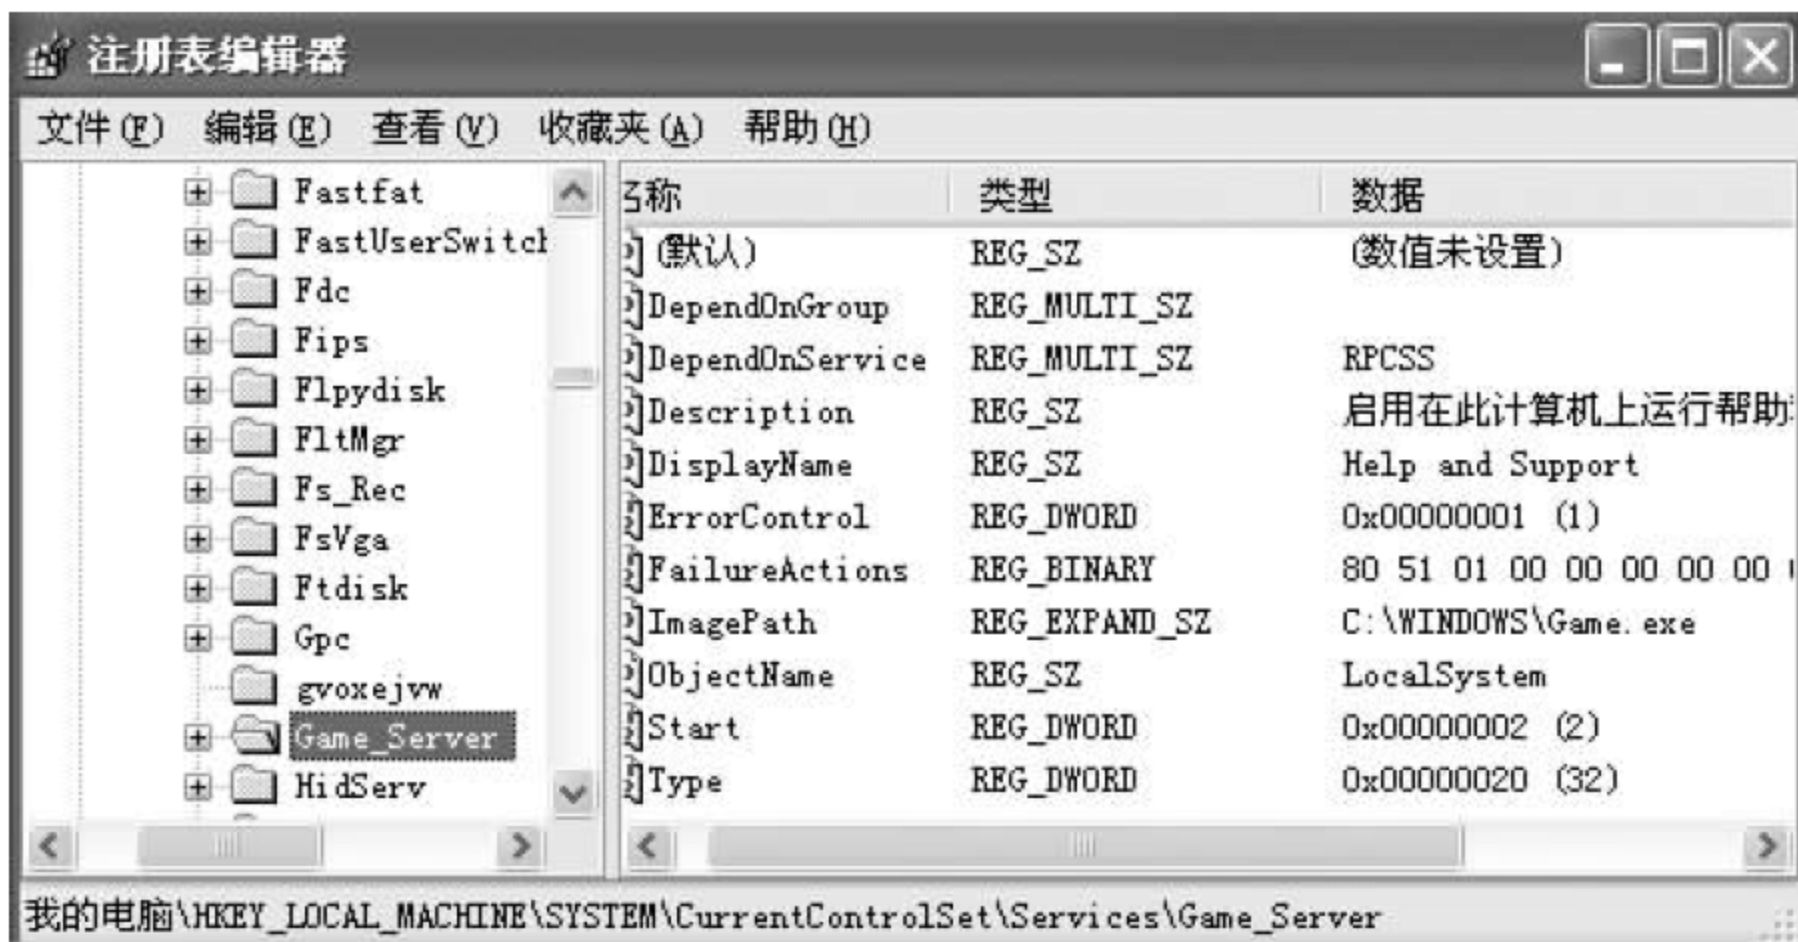 注册表编辑器
文件(F) 编辑(E) 查看(V) 收藏夹(A) 帮助(H)
Fastfat
FastUserSwitch
Fdc
Fips
Flpydisk
FltMgr
Fs_Rec
FsVga
Ftdisk
Gpc
gvoxejvw
Game_Server
HidServ
名称 类型 数据
(默认) REG_SZ (数值未设置)
DependOnGroup REG_MULTI_SZ
DependOnService REG_MULTI_SZ RPCSS
Description REG_SZ 启用在此计算机上运行帮助
DisplayName REG_SZ Help and Support
ErrorControl REG_DWORD 0x00000001 (1)
FailureActions REG_BINARY 80 51 01 00 00 00 00 00
ImagePath REG_EXPAND_SZ C:\WINDOWS\Game.exe
ObjectName REG_SZ LocalSystem
Start REG_DWORD 0x00000002 (2)
Type REG_DWORD 0x00000020 (32)
我的电脑\HKEY_LOCAL_MACHINE\SYSTEM\CurrentControlSet\Services\Game_Server